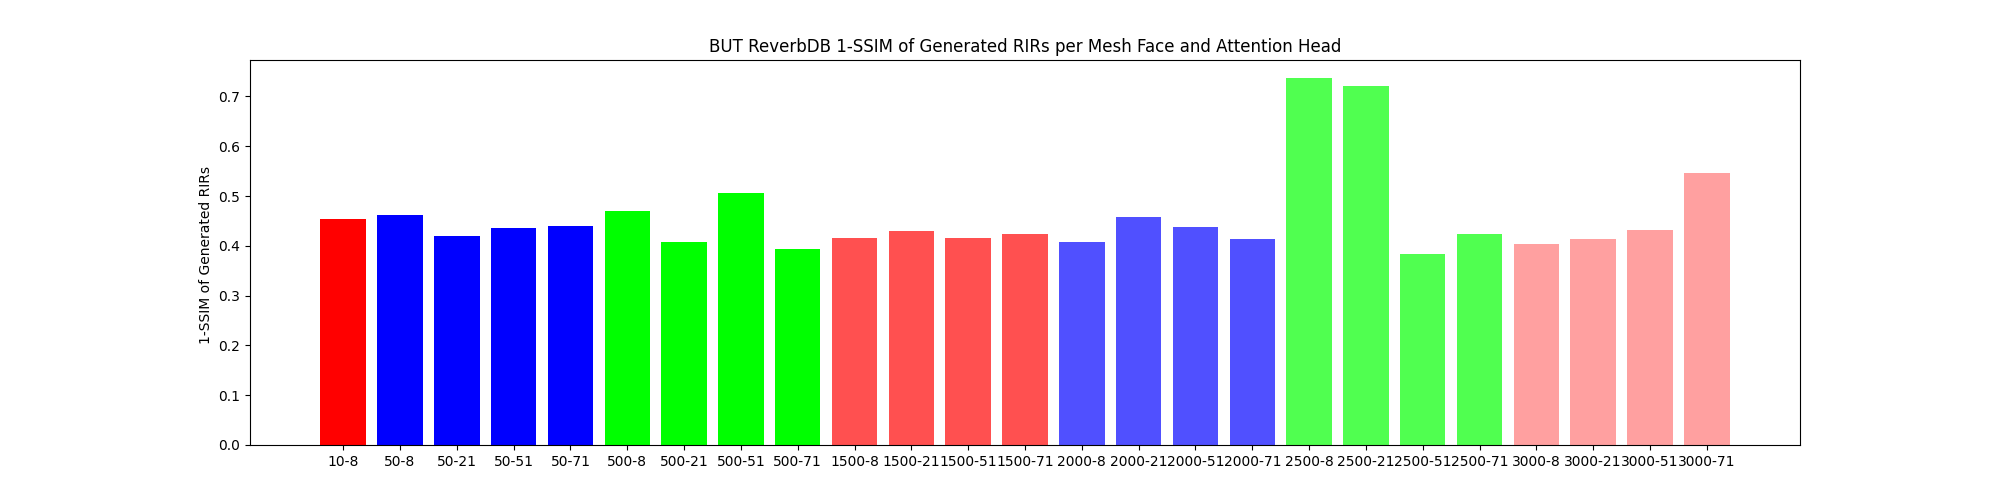 BUT ReverbDB 1-SSIM of Generated RIRs per Mesh Face and Attention Head
1-SSIM of Generated RIRs
0.7
0.6
0.5
0.4
0.3
0.2
0.1
0.0
10-8 50-8 50-21 50-51 50-71 500-8 500-21 500-51 500-71 1500-8 1500-21 1500-51 1500-71 2000-8 2000-21 2000-51 2000-71 2500-8 2500-21 2500-51 2500-71 3000-8 3000-21 3000-51 3000-71